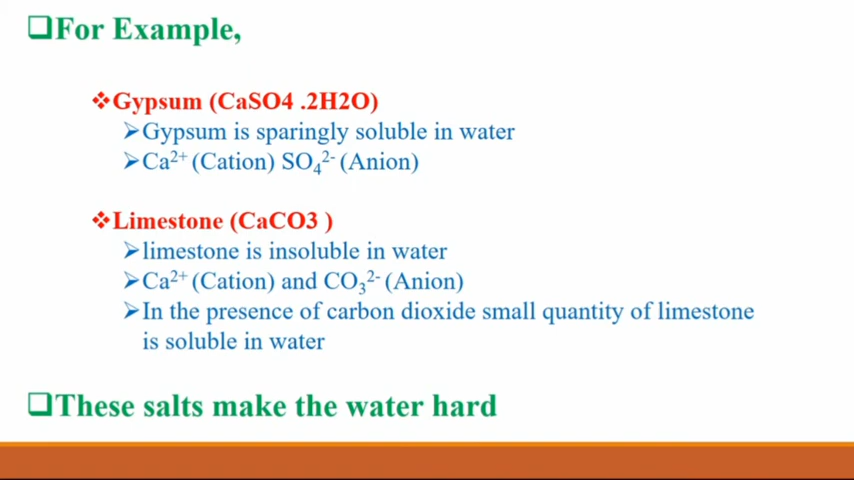 ❑For Example,
❖Gypsum (CaSO4 .2H2O)
➢Gypsum is sparingly soluble in water
➢Ca²⁺ (Cation) SO₄²⁻ (Anion)
❖Limestone (CaCO3 )
➢limestone is insoluble in water
➢Ca²⁺ (Cation) and CO₃²⁻ (Anion)
➢In the presence of carbon dioxide small quantity of limestone
is soluble in water
❑These salts make the water hard